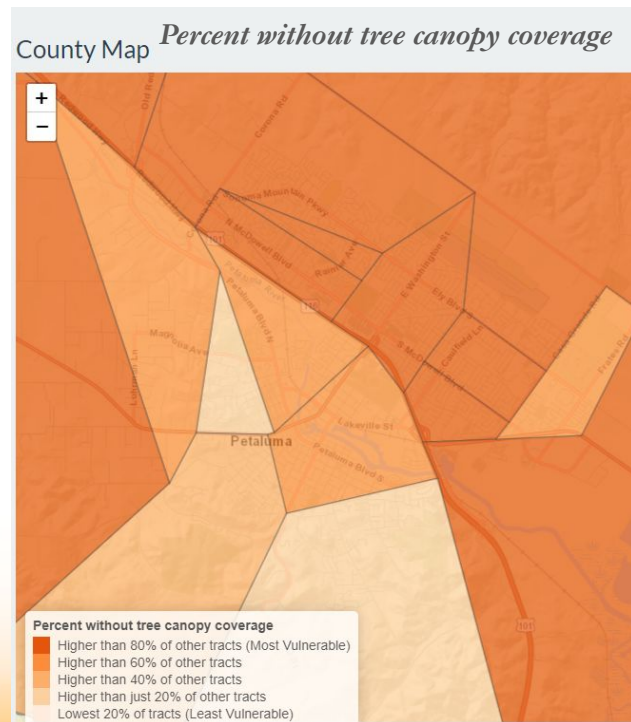 Percent without tree canopy coverage
County Map
+
−
Old Red
Redwood Hwy
Corona Rd
Sonoma Mountain Pkwy
N McDowell Blvd
101
Rainier Ave
E Washington St
Petaluma River
Petaluma Blvd N
Ely Blvd S
Casa Grande Rd
Frates Rd
Magnolia Ave
Caulfield Ln
S McDowell Blvd
Lohrman Ln
Lakeville St
Petaluma
Petaluma Blvd S
101
Percent without tree canopy coverage
Higher than 80% of other tracts (Most Vulnerable)
Higher than 60% of other tracts
Higher than 40% of other tracts
Higher than just 20% of other tracts
Lowest 20% of tracts (Least Vulnerable)